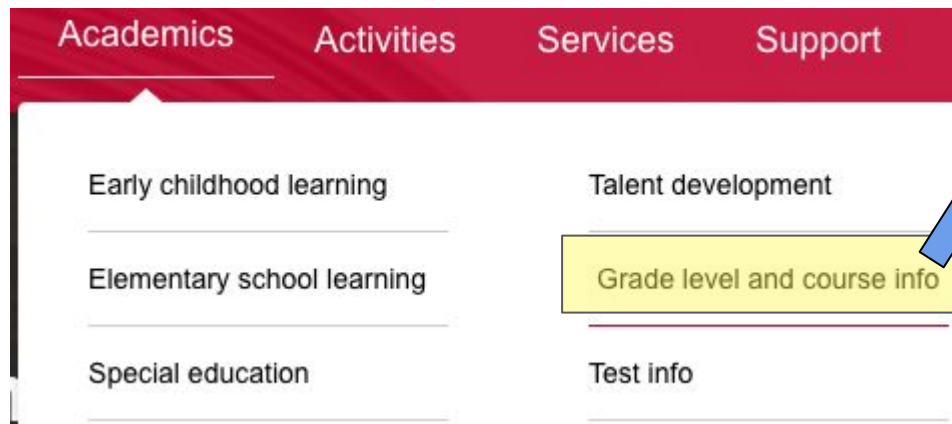 Academics Activities Services Support
Early childhood learning
Talent development
Elementary school learning
Grade level and course info
Special education
Test info